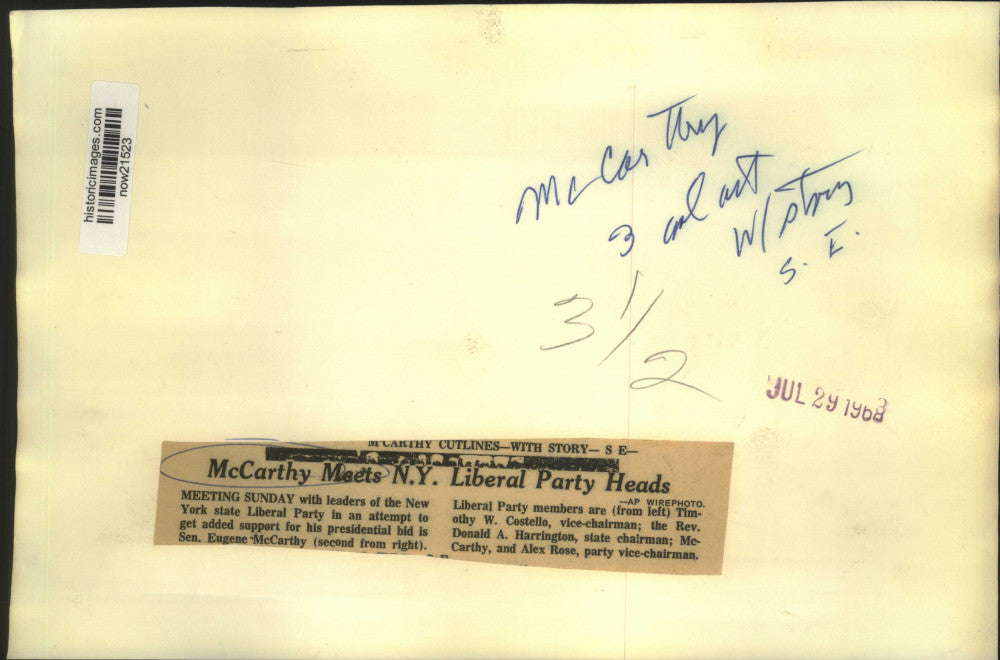 historicimages.com
now21523
McCarthy
3 col cut
W/story
S. E.
3 1/2
JUL 29 1968
M'CARTHY CUTLINES—WITH STORY— S E—
McCarthy Meets N.Y. Liberal Party Heads
—AP WIREPHOTO.
MEETING SUNDAY with leaders of the New
York state Liberal Party in an attempt to
get added support for his presidential bid is
Sen. Eugene McCarthy (second from right).
Liberal Party members are (from left) Tim-
othy W. Costello, vice-chairman; the Rev.
Donald A. Harrington, state chairman; Mc-
Carthy, and Alex Rose, party vice-chairman.